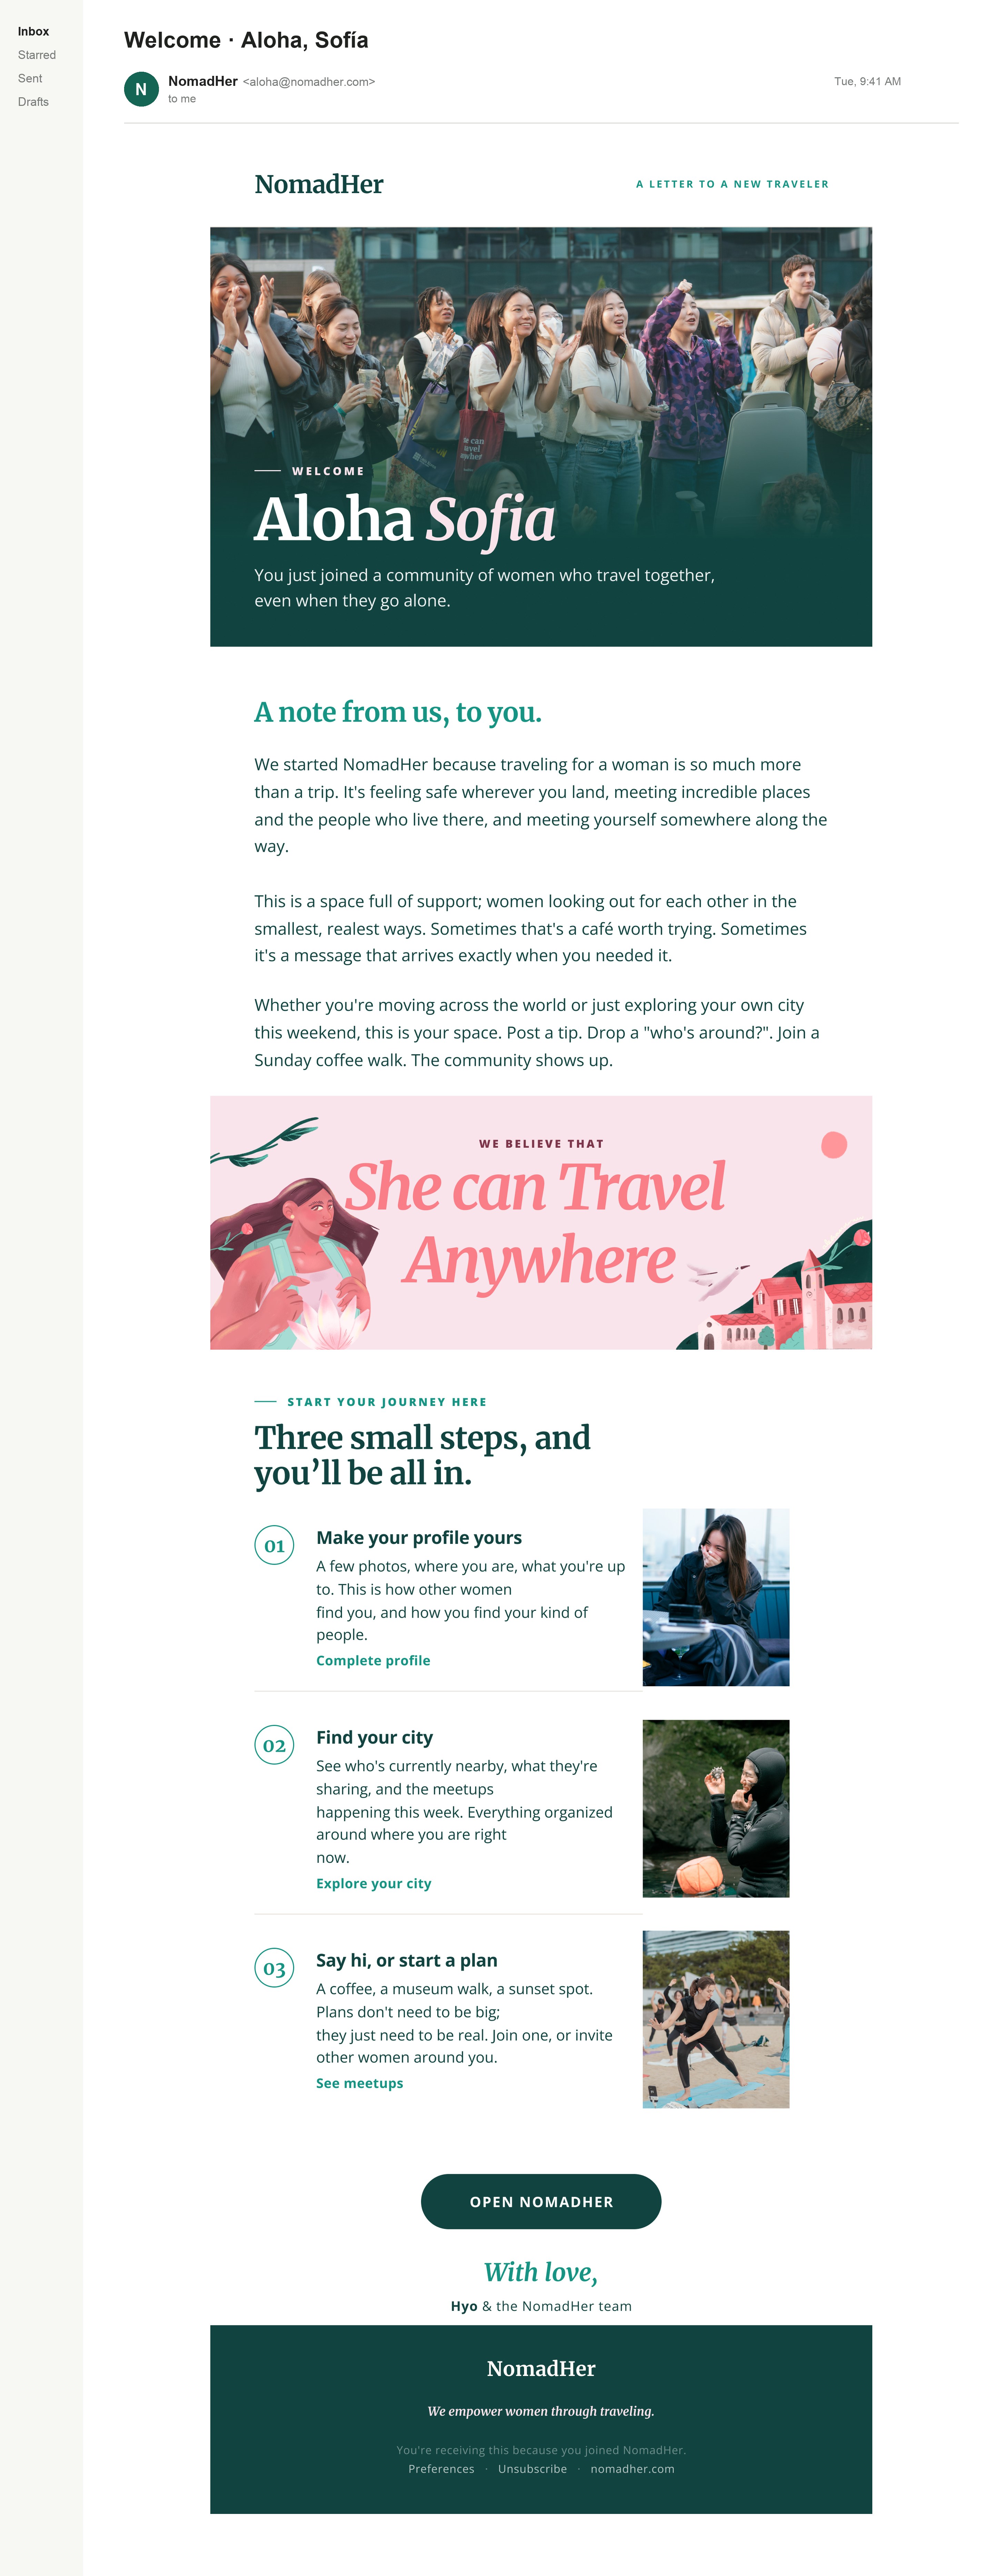 Inbox
Starred
Sent
Drafts
Welcome · Aloha, Sofía
N
NomadHer <aloha@nomadher.com>
to me
Tue, 9:41 AM
NomadHer
A LETTER TO A NEW TRAVELER
WELCOME
Aloha Sofia
You just joined a community of women who travel together,
even when they go alone.
A note from us, to you.
We started NomadHer because traveling for a woman is so much more
than a trip. It's feeling safe wherever you land, meeting incredible places
and the people who live there, and meeting yourself somewhere along the
way.
This is a space full of support; women looking out for each other in the
smallest, realest ways. Sometimes that's a café worth trying. Sometimes
it's a message that arrives exactly when you needed it.
Whether you're moving across the world or just exploring your own city
this weekend, this is your space. Post a tip. Drop a "who's around?". Join a
Sunday coffee walk. The community shows up.
WE BELIEVE THAT
She can Travel
Anywhere
START YOUR JOURNEY HERE
Three small steps, and
you’ll be all in.
01
Make your profile yours
A few photos, where you are, what you're up
to. This is how other women
find you, and how you find your kind of
people.
Complete profile
02
Find your city
See who's currently nearby, what they're
sharing, and the meetups
happening this week. Everything organized
around where you are right
now.
Explore your city
03
Say hi, or start a plan
A coffee, a museum walk, a sunset spot.
Plans don't need to be big;
they just need to be real. Join one, or invite
other women around you.
See meetups
OPEN NOMADHER
With love,
Hyo & the NomadHer team
NomadHer
We empower women through traveling.
You're receiving this because you joined NomadHer.
Preferences · Unsubscribe · nomadher.com